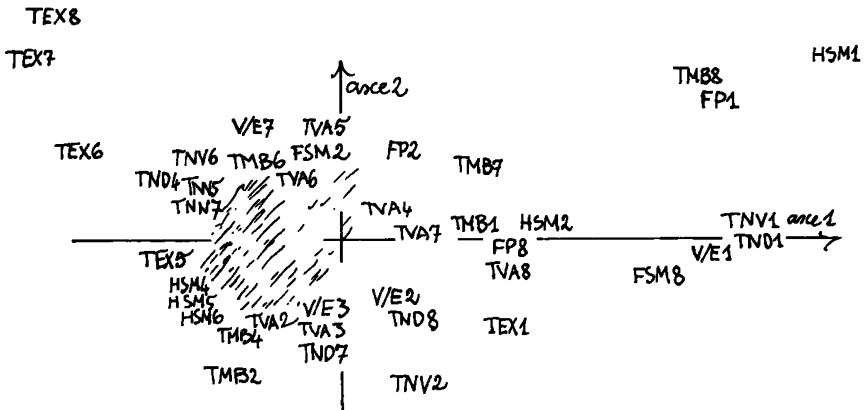 TEX8
TEX7
HSM1
TMB8
FP1
axe2
V/E7 TVA5
TEX6 TNV6 TMB6 FSM2 FP2
TMB7
TND4 TNV5 TVA6
TNV7
TVA4
TVA7 TMB1 HSM2 TNV1 axe1
FP8 V/E1 TND1
TEX5 TVA8 FSM8
HSM4
HSM5 V/E2
HSM6 TVA2 V/E3 TND8 TEX1
TMB4 TVA3
TND7
TMB2 TNV2